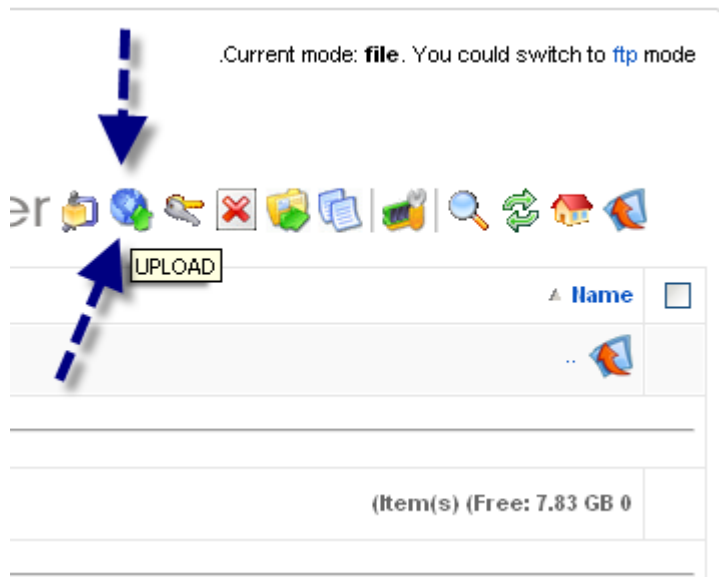 .Current mode: file. You could switch to ftp mode
er
UPLOAD
Name
..
(Item(s) (Free: 7.83 GB 0